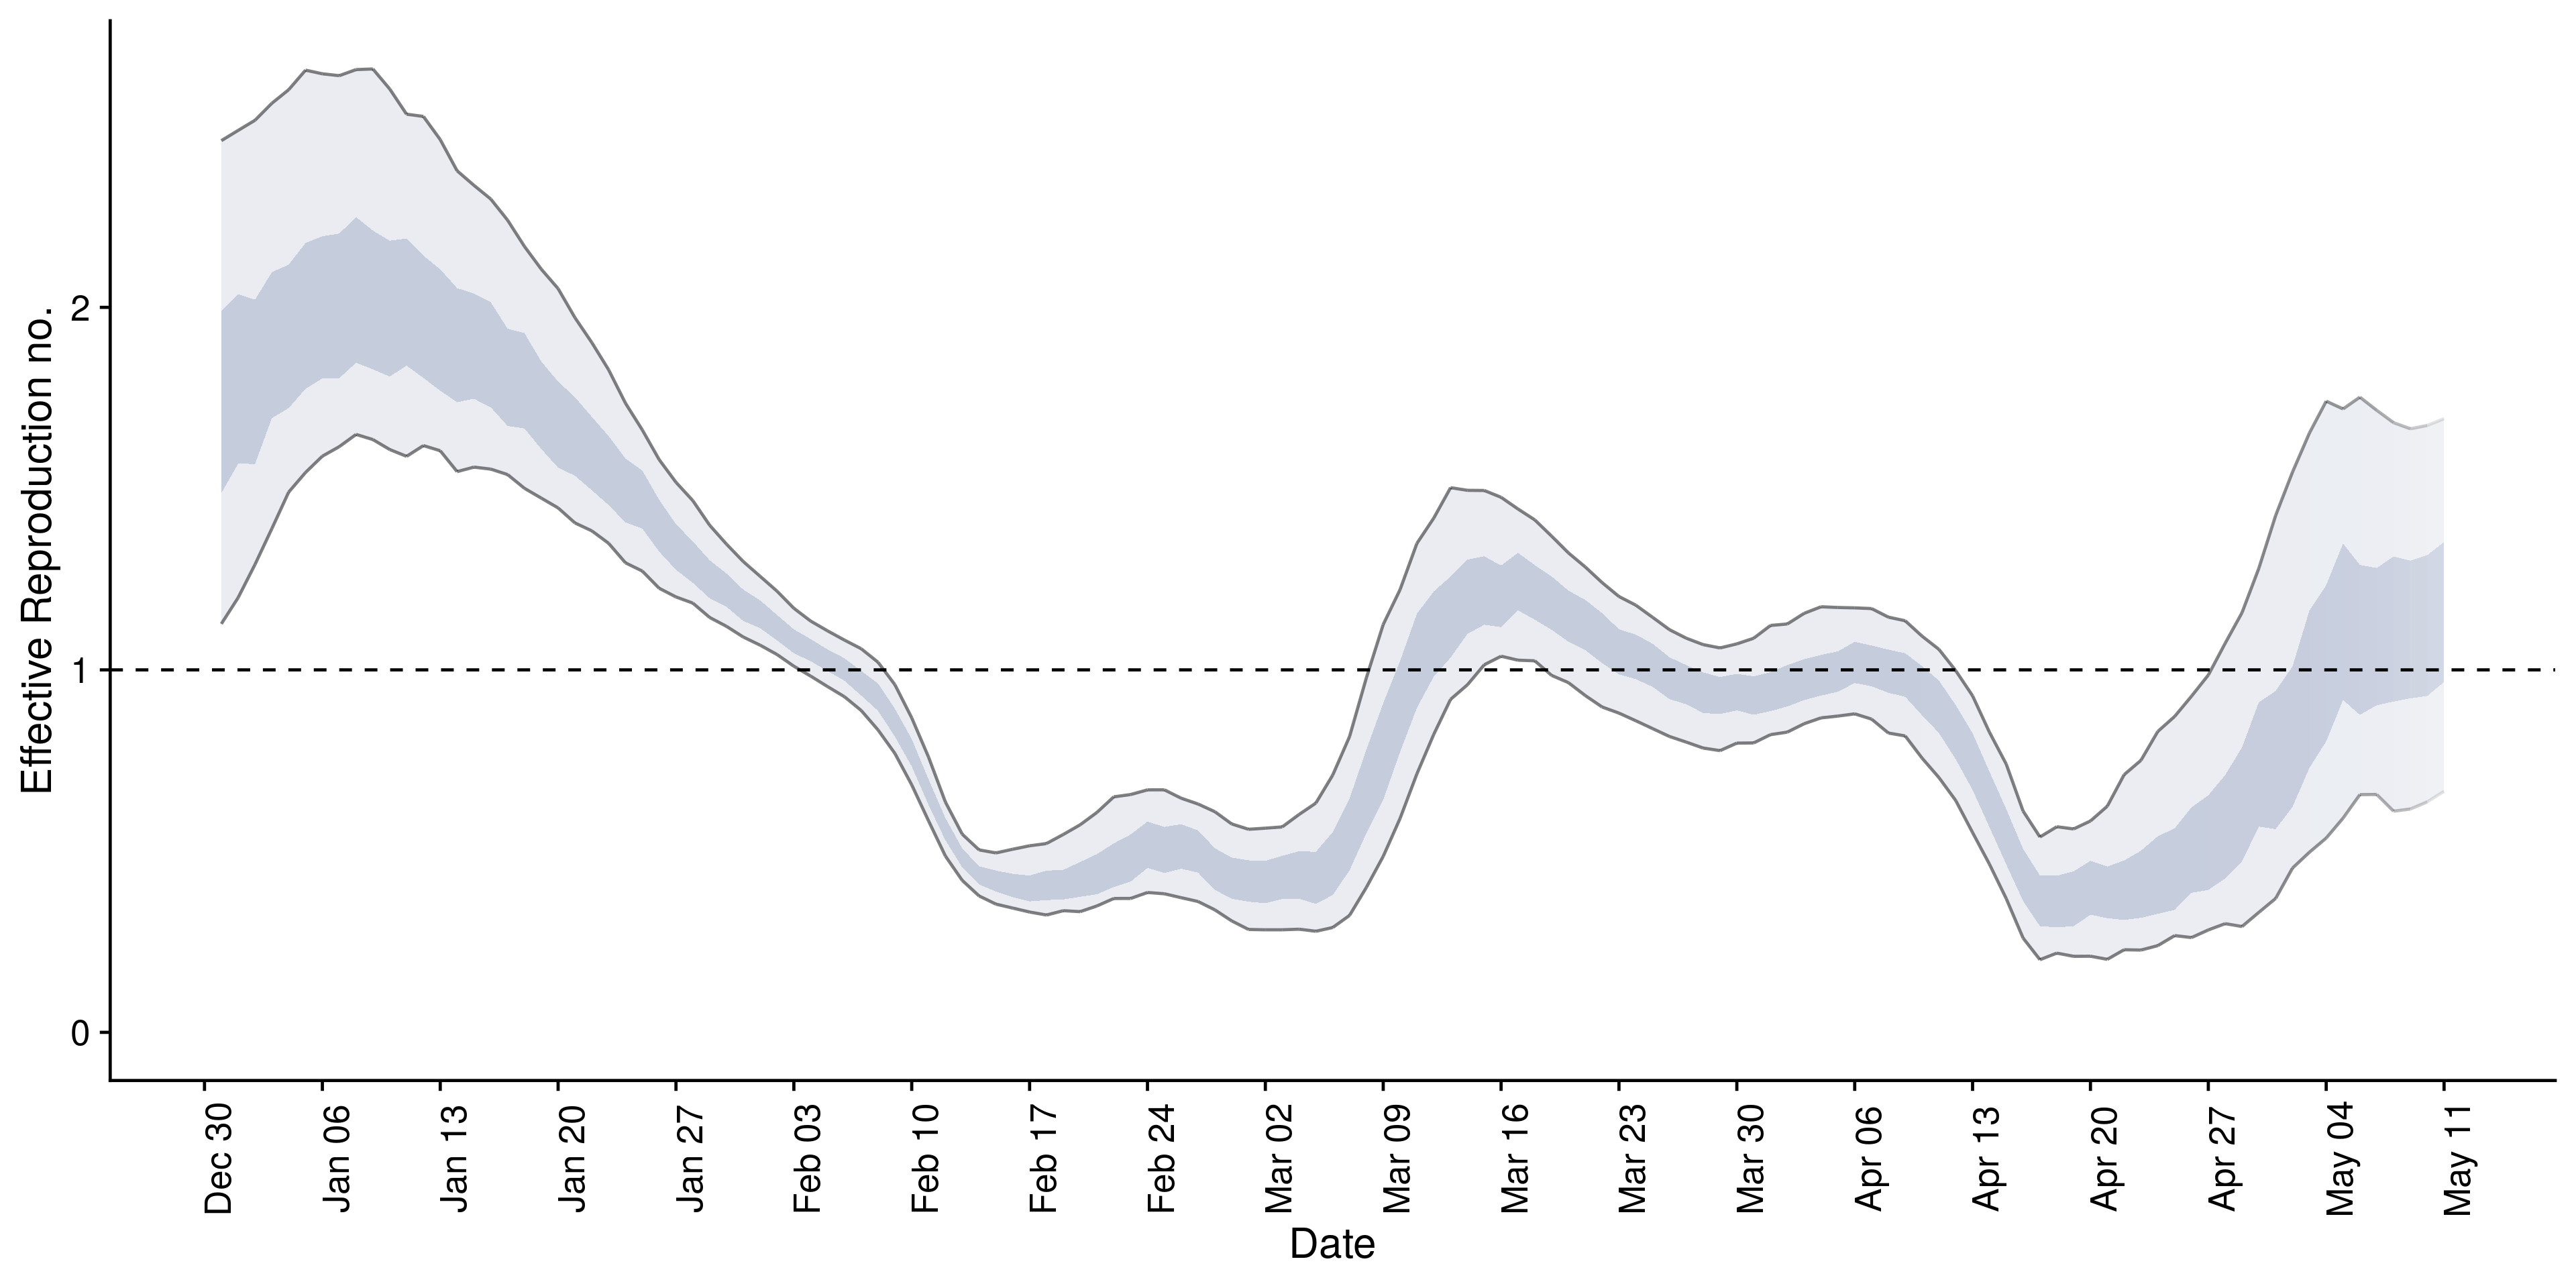 Effective Reproduction no.
2
1
0
Dec 30
Jan 06
Jan 13
Jan 20
Jan 27
Feb 03
Feb 10
Feb 17
Feb 24
Mar 02
Mar 09
Mar 16
Mar 23
Mar 30
Apr 06
Apr 13
Apr 20
Apr 27
May 04
May 11
Date